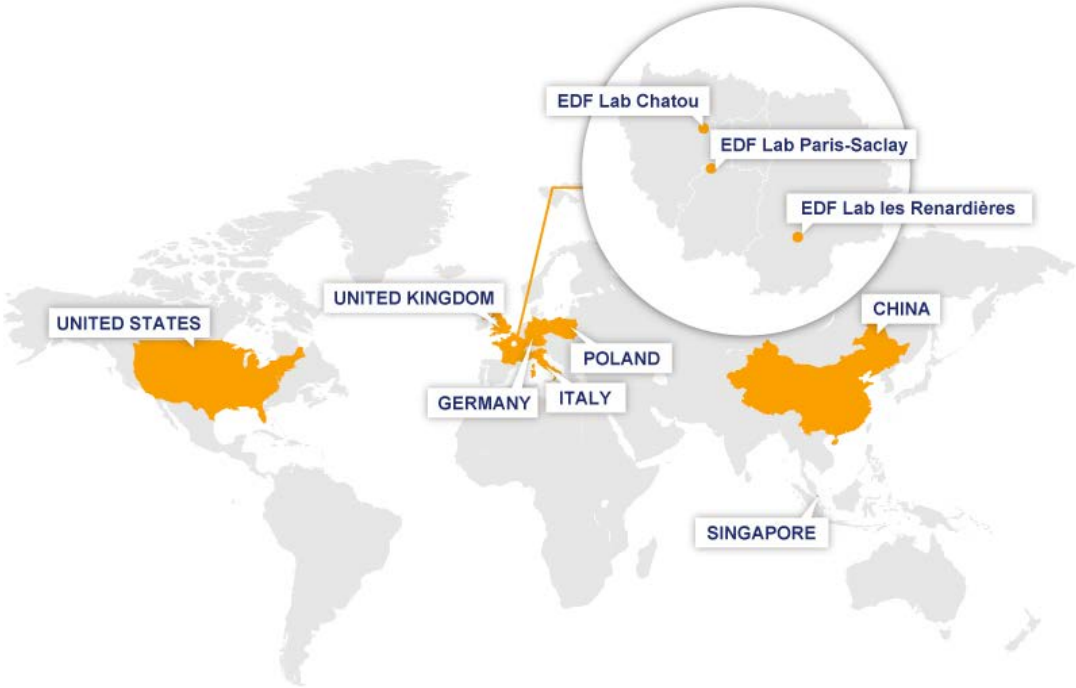 EDF Lab Chatou
EDF Lab Paris-Saclay
EDF Lab les Renardières
UNITED KINGDOM
CHINA
UNITED STATES
POLAND
GERMANY
ITALY
SINGAPORE